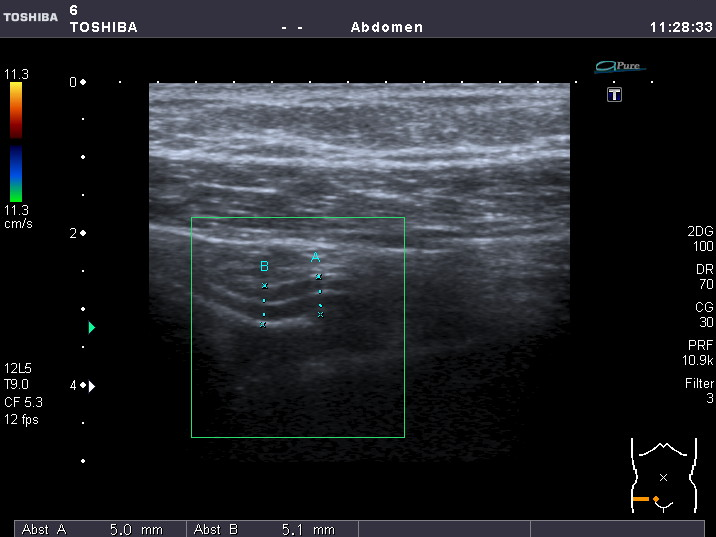 TOSHIBA
6
TOSHIBA
- -
Abdomen
11:28:33
11.3
0
Pure
T
11.3
cm/s
2
2DG
100
B
A
DR
70
CG
30
PRF
10.9k
12L5
T9.0
CF 5.3
12 fps
4
Filter
3
Abst A 5.0 mm
Abst B 5.1 mm